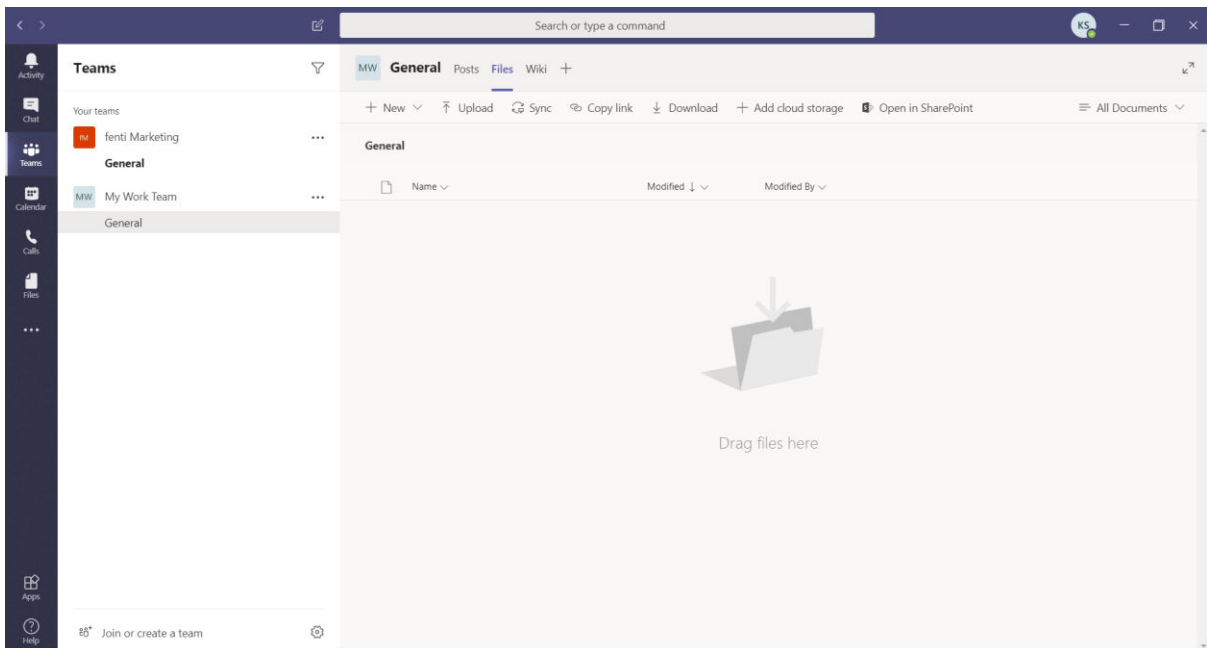 Search or type a command
KS
Activity
Chat
Teams
Calendar
Calls
Files
Apps
Help
Teams
Your teams
fM fenti Marketing
General
MW My Work Team
General
Join or create a team
MW General Posts Files Wiki
New Upload Sync Copy link Download Add cloud storage Open in SharePoint All Documents
General
Name Modified Modified By
Drag files here